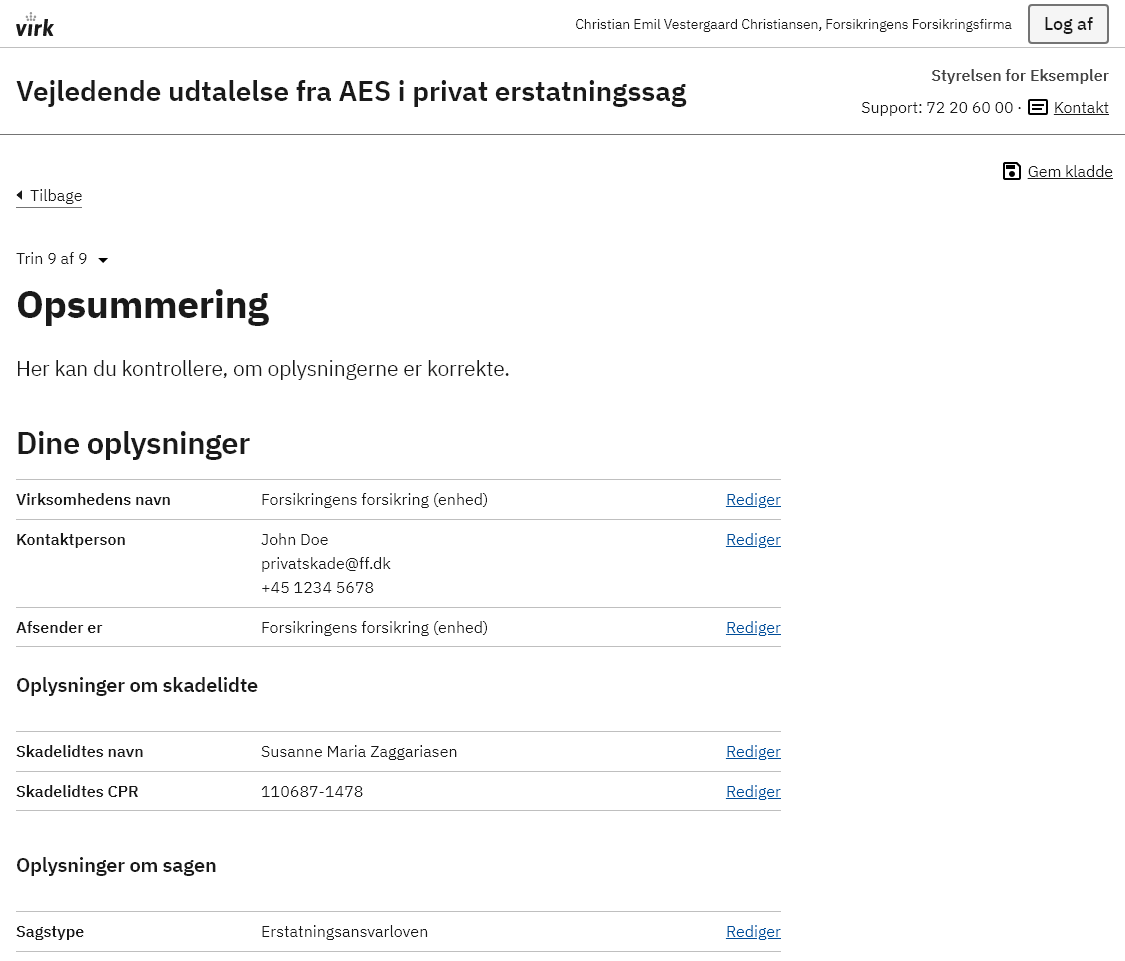 virk
Christian Emil Vestergaard Christiansen, Forsikringens Forsikringsfirma
Log af
Vejledende udtalelse fra AES i privat erstatningssag
Styrelsen for Eksempler
Support: 72 20 60 00 · Kontakt
Gem kladde
Tilbage
Trin 9 af 9
Opsummering
Her kan du kontrollere, om oplysningerne er korrekte.
Dine oplysninger
Virksomhedens navn Forsikringens forsikring (enhed) Rediger
Kontaktperson John Doe Rediger
privatskade@ff.dk
+45 1234 5678
Afsender er Forsikringens forsikring (enhed) Rediger
Oplysninger om skadelidte
Skadelidtes navn Susanne Maria Zaggariasen Rediger
Skadelidtes CPR 110687-1478 Rediger
Oplysninger om sagen
Sagstype Erstatningsansvarloven Rediger